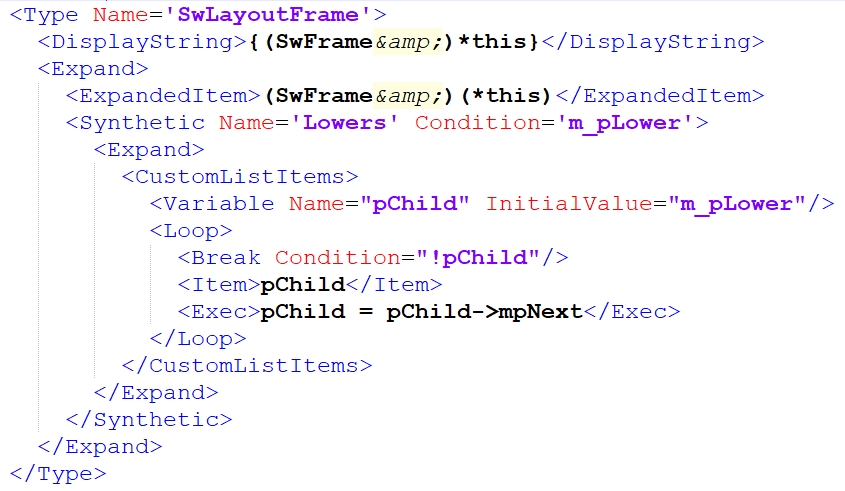 <Type Name='SwLayoutFrame'>
<DisplayString>{(SwFrame&amp;)*this}</DisplayString>
<Expand>
<ExpandedItem>(SwFrame&amp;)(*this)</ExpandedItem>
<Synthetic Name='Lowers' Condition='m_pLower'>
<Expand>
<CustomListItems>
<Variable Name="pChild" InitialValue="m_pLower"/>
<Loop>
<Break Condition="!pChild"/>
<Item>pChild</Item>
<Exec>pChild = pChild->mpNext</Exec>
</Loop>
</CustomListItems>
</Expand>
</Synthetic>
</Expand>
</Type>